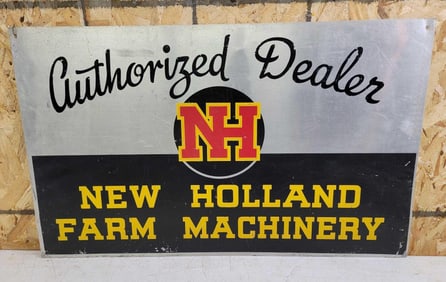 Authorized Dealer
NH
NEW HOLLAND
FARM MACHINERY